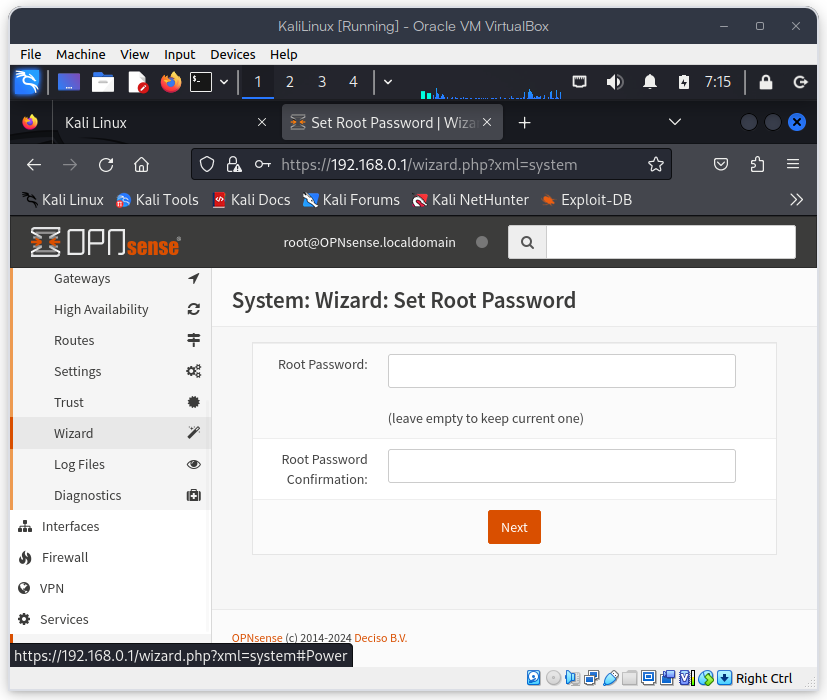 KaliLinux [Running] - Oracle VM VirtualBox
File Machine View Input Devices Help
1 2 3 4 7:15
Kali Linux
Set Root Password | Wiza
https://192.168.0.1/wizard.php?xml=system
Kali Linux Kali Tools Kali Docs Kali Forums Kali NetHunter Exploit-DB
OPNsense
root@OPNsense.localdomain
Gateways
High Availability
Routes
Settings
Trust
Wizard
Log Files
Diagnostics
Interfaces
Firewall
VPN
Services
System: Wizard: Set Root Password
Root Password:
(leave empty to keep current one)
Root Password
Confirmation:
Next
OPNsense (c) 2014-2024 Deciso B.V.
https://192.168.0.1/wizard.php?xml=system#Power
Right Ctrl